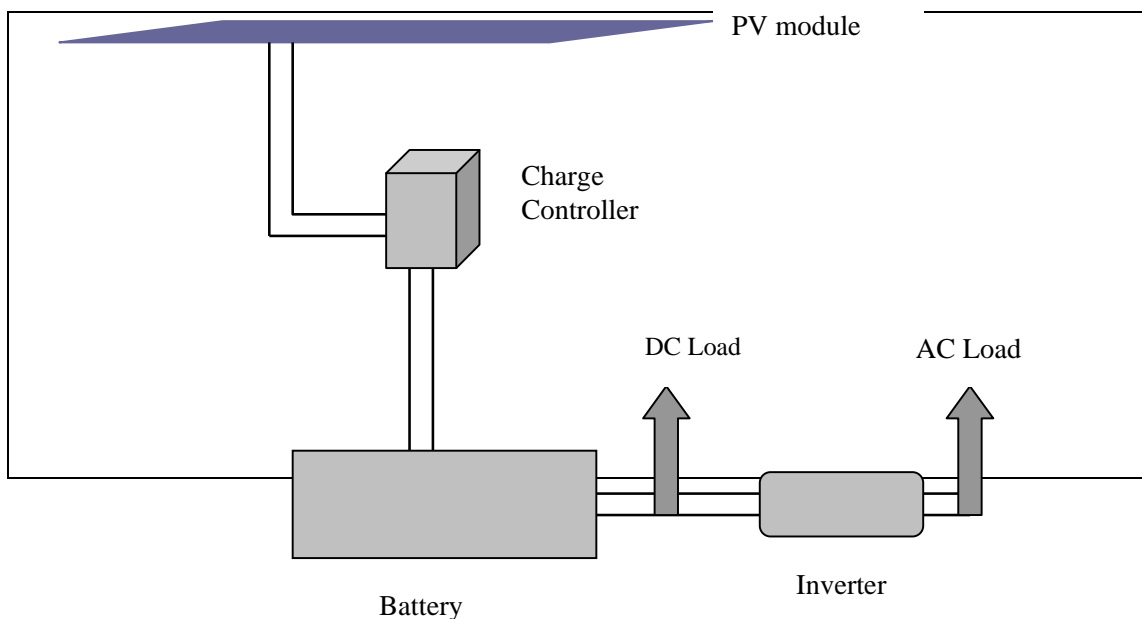 PV module
Charge
Controller
DC Load
AC Load
Inverter
Battery